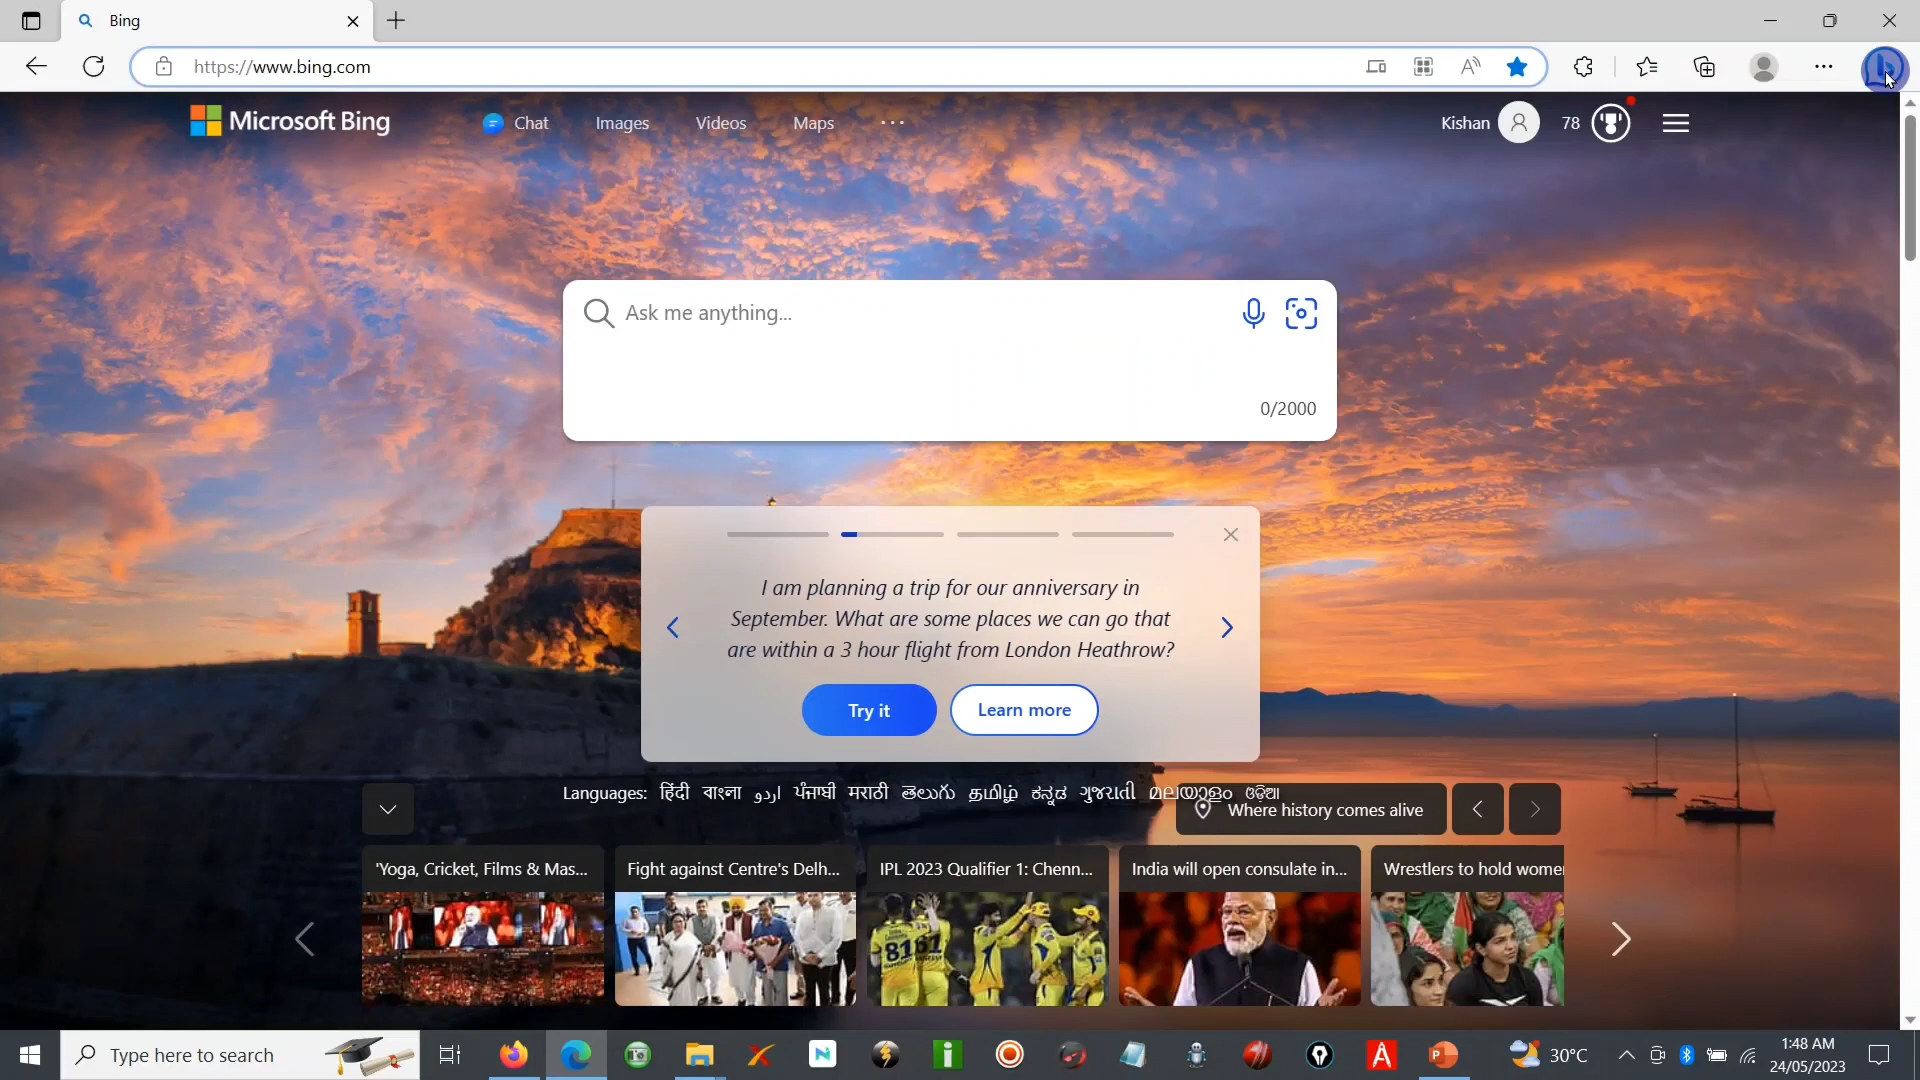 Bing
https://www.bing.com
Microsoft Bing
Chat
Images
Videos
Maps
Kishan
78
Ask me anything...
0/2000
I am planning a trip for our anniversary in
September. What are some places we can go that
are within a 3 hour flight from London Heathrow?
Try it
Learn more
Languages: हिंदी বাংলা اردو ਪੰਜਾਬੀ मराठी తెలుగు தமிழ் ಕನ್ನಡ ગુજરાતી മലയാളം ଓଡ଼ିଆ
Where history comes alive
'Yoga, Cricket, Films & Mas...
Fight against Centre's Delh...
IPL 2023 Qualifier 1: Chenn...
India will open consulate in...
Wrestlers to hold women
81
Type here to search
30°C
1:48 AM
24/05/2023